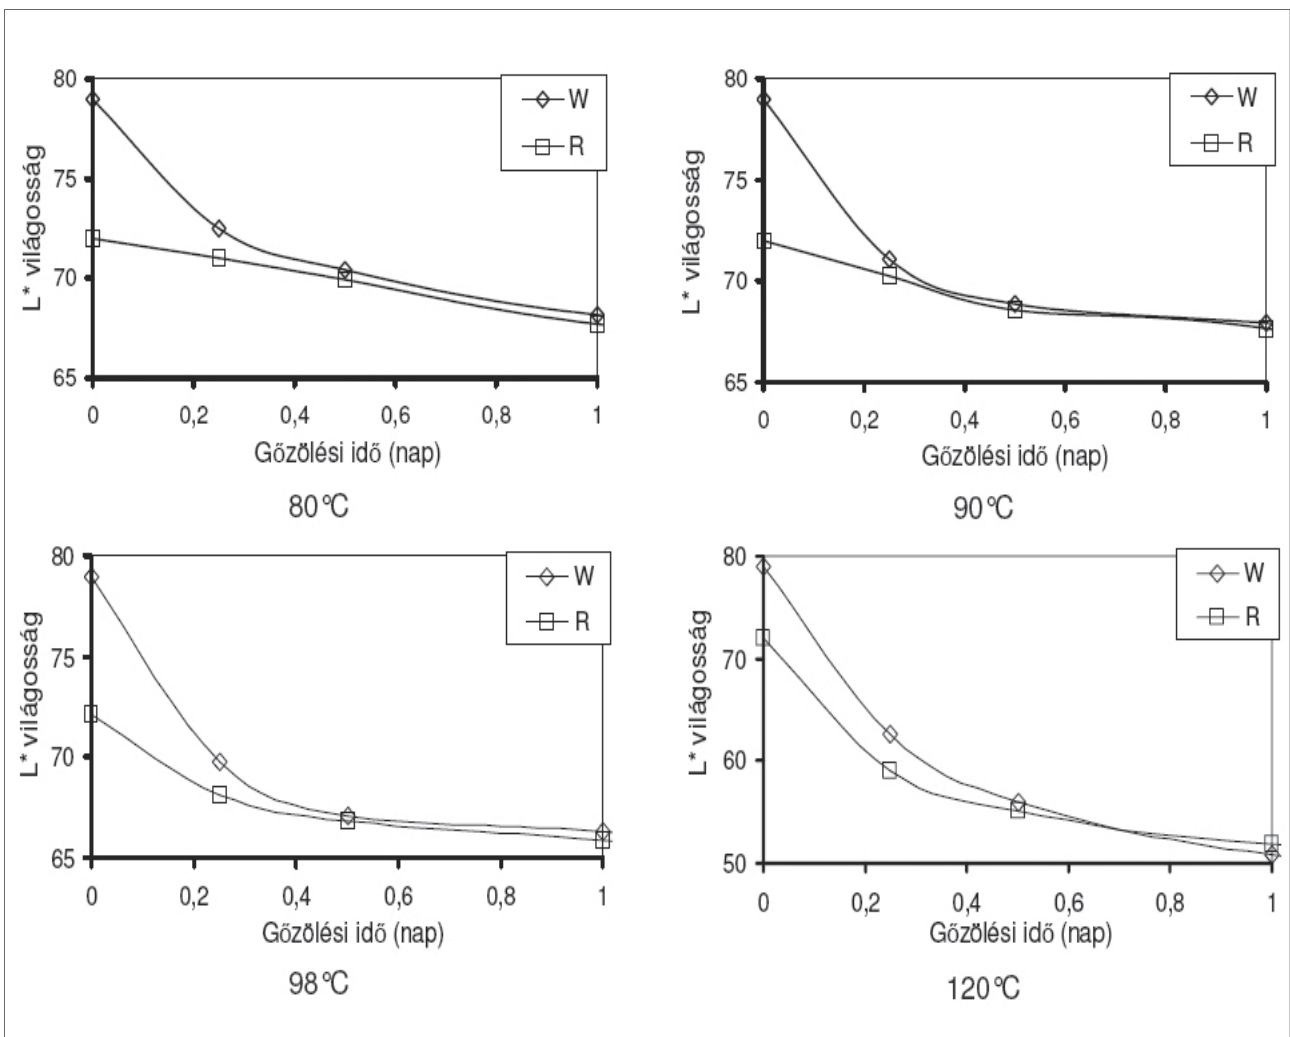 80
75
70
65
L* világosság
W
R
0 0,2 0,4 0,6 0,8 1
Gőzölési idő (nap)
80°C
80
75
70
65
L* világosság
W
R
0 0,2 0,4 0,6 0,8 1
Gőzölési idő (nap)
90°C
80
75
70
65
L* világosság
W
R
0 0,2 0,4 0,6 0,8 1
Gőzölési idő (nap)
98°C
80
70
60
50
L* világosság
W
R
0 0,2 0,4 0,6 0,8 1
Gőzölési idő (nap)
120°C